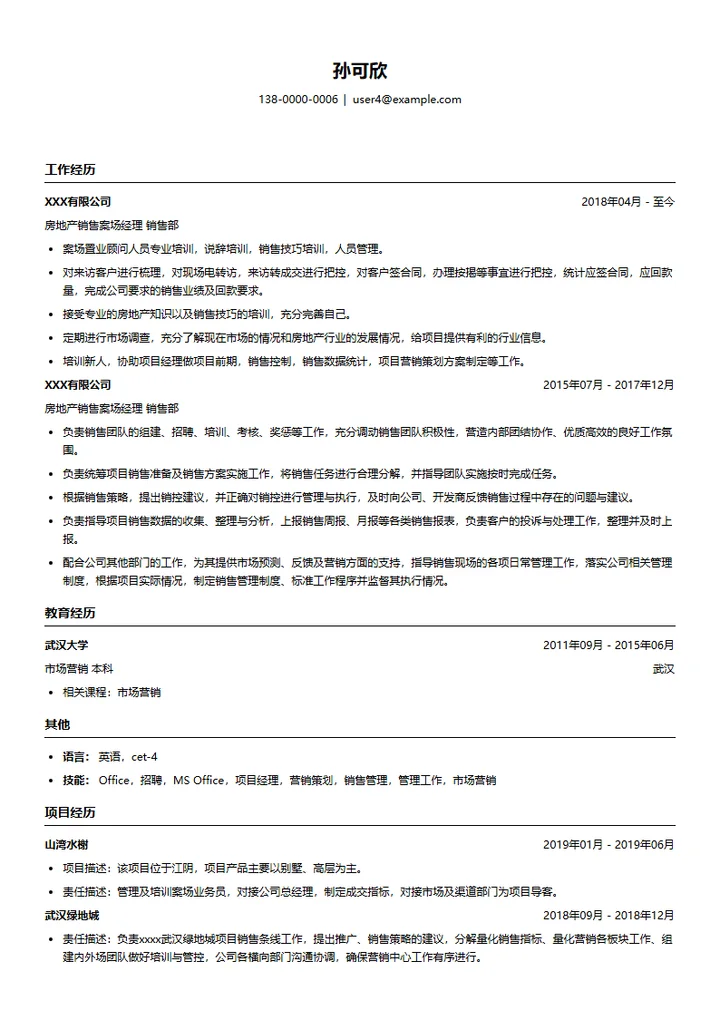 孙可欣
138-0000-0006 | user4@example.com
工作经历
XXX有限公司 2018年04月 - 至今
房地产销售案场经理 销售部
• 案场置业顾问人员专业培训，说辞培训，销售技巧培训，人员管理。
• 对来访客户进行梳理，对现场电转访，来访转成交进行把控，对客户签合同，办理按揭等事宜进行把控，统计应签合同，应回款
量，完成公司要求的销售业绩及回款要求。
• 接受专业的房地产知识以及销售技巧的培训，充分完善自己。
• 定期进行市场调查，充分了解现在市场的情况和房地产行业的发展情况，给项目提供有利的行业信息。
• 培训新人，协助项目经理做项目前期，销售控制，销售数据统计，项目营销策划方案制定等工作。
XXX有限公司 2015年07月 - 2017年12月
房地产销售案场经理 销售部
• 负责销售团队的组建、招聘、培训、考核、奖惩等工作，充分调动销售团队积极性，营造内部团结协作、优质高效的良好工作氛
围。
• 负责统筹项目销售准备及销售方案实施工作，将销售任务进行合理分解，并指导团队实施按时完成任务。
• 根据销售策略，提出销控建议，并正确对销控进行管理与执行，及时向公司、开发商反馈销售过程中存在的问题与建议。
• 负责指导项目销售数据的收集、整理与分析，上报销售周报、月报等各类销售报表，负责客户的投诉与处理工作，整理并及时上
报。
• 配合公司其他部门的工作，为其提供市场预测、反馈及营销方面的支持，指导销售现场的各项日常管理工作，落实公司相关管理
制度，根据项目实际情况，制定销售管理制度、标准工作程序并监督其执行情况。
教育经历
武汉大学 2011年09月 - 2015年06月
市场营销 本科 武汉
• 相关课程：市场营销
其他
• 语言： 英语，cet-4
• 技能： Office，招聘，MS Office，项目经理，营销策划，销售管理，管理工作，市场营销
项目经历
山湾水榭 2019年01月 - 2019年06月
• 项目描述：该项目位于江阴，项目产品主要以别墅、高层为主。
• 责任描述：管理及培训案场业务员，对接公司总经理，制定成交指标，对接市场及渠道部门为项目导客。
武汉绿地城 2018年09月 - 2018年12月
• 责任描述：负责xxxx武汉绿地城项目销售条线工作，提出推广、销售策略的建议，分解量化销售指标、量化营销各板块工作、组
建内外场团队做好培训与管控，公司各横向部门沟通协调，确保营销中心工作有序进行。